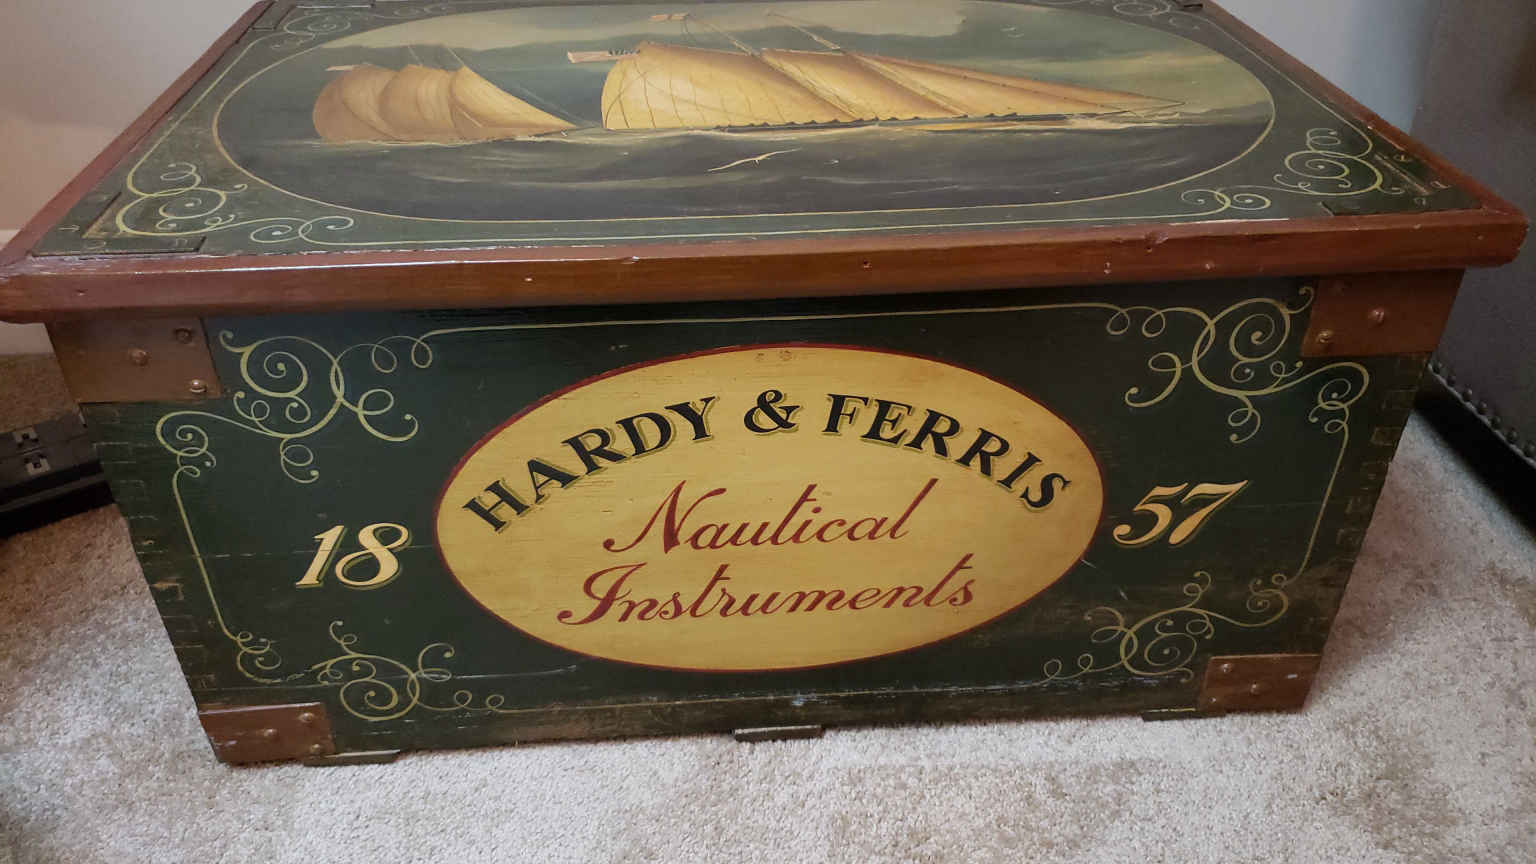 HARDY & FERRIS
Nautical
Instruments
18 57